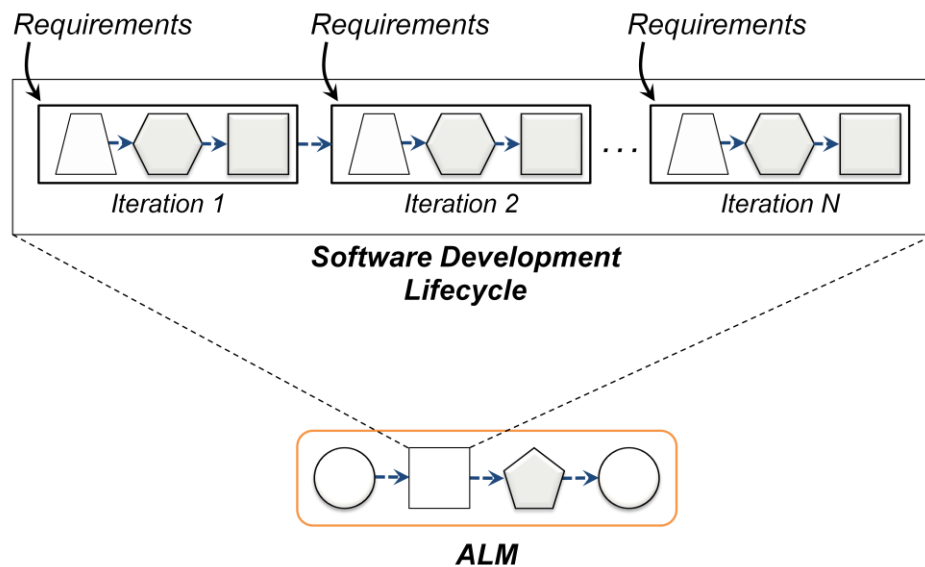 Requirements
Requirements
Requirements
...
Iteration 1
Iteration 2
Iteration N
Software Development
Lifecycle
ALM